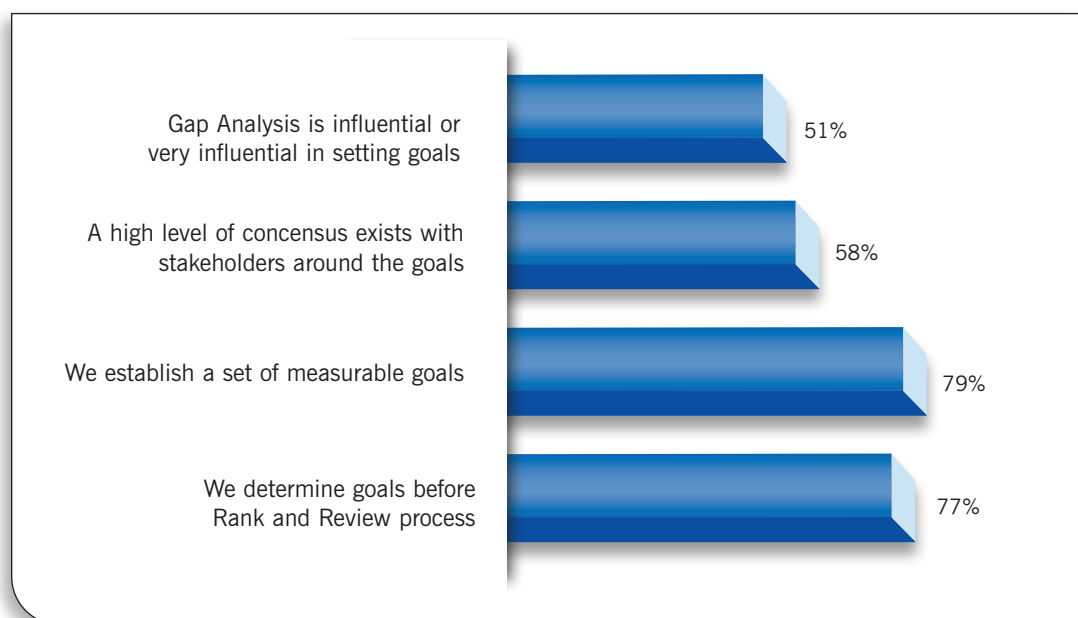 Gap Analysis is influential or
very influential in setting goals
51%
A high level of concensus exists with
stakeholders around the goals
58%
We establish a set of measurable goals
79%
We determine goals before
Rank and Review process
77%